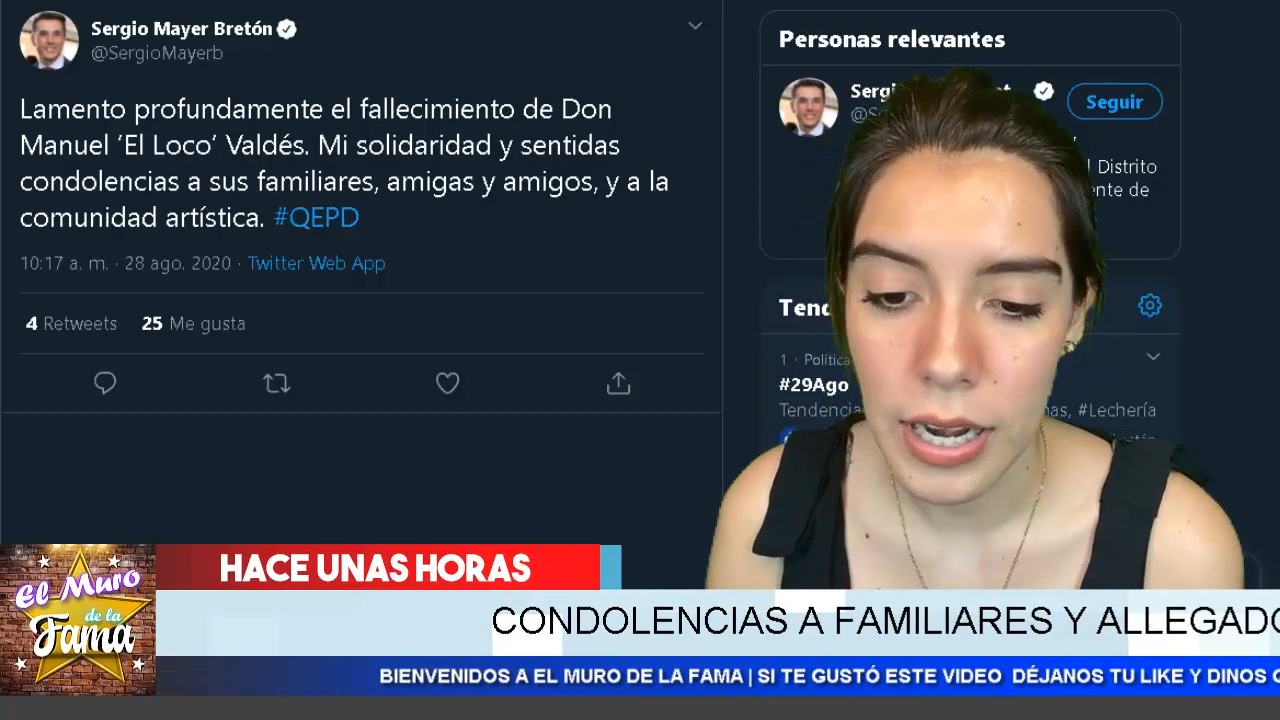 Sergio Mayer Bretón
@SergioMayerb
Lamento profundamente el fallecimiento de Don
Manuel ‘El Loco’ Valdés. Mi solidaridad y sentidas
condolencias a sus familiares, amigas y amigos, y a la
comunidad artística. #QEPD
10:17 a. m. · 28 ago. 2020 · Twitter Web App
4 Retweets 25 Me gusta
Personas relevantes
Seguir
Distrito
de
1 · Política
#29Ago
#Lechería
HACE UNAS HORAS
El Muro
de la
Fama
CONDOLENCIAS A FAMILIARES Y ALLEGADO
BIENVENIDOS A EL MURO DE LA FAMA | SI TE GUSTÓ ESTE VIDEO DÉJANOS TU LIKE Y DINOS